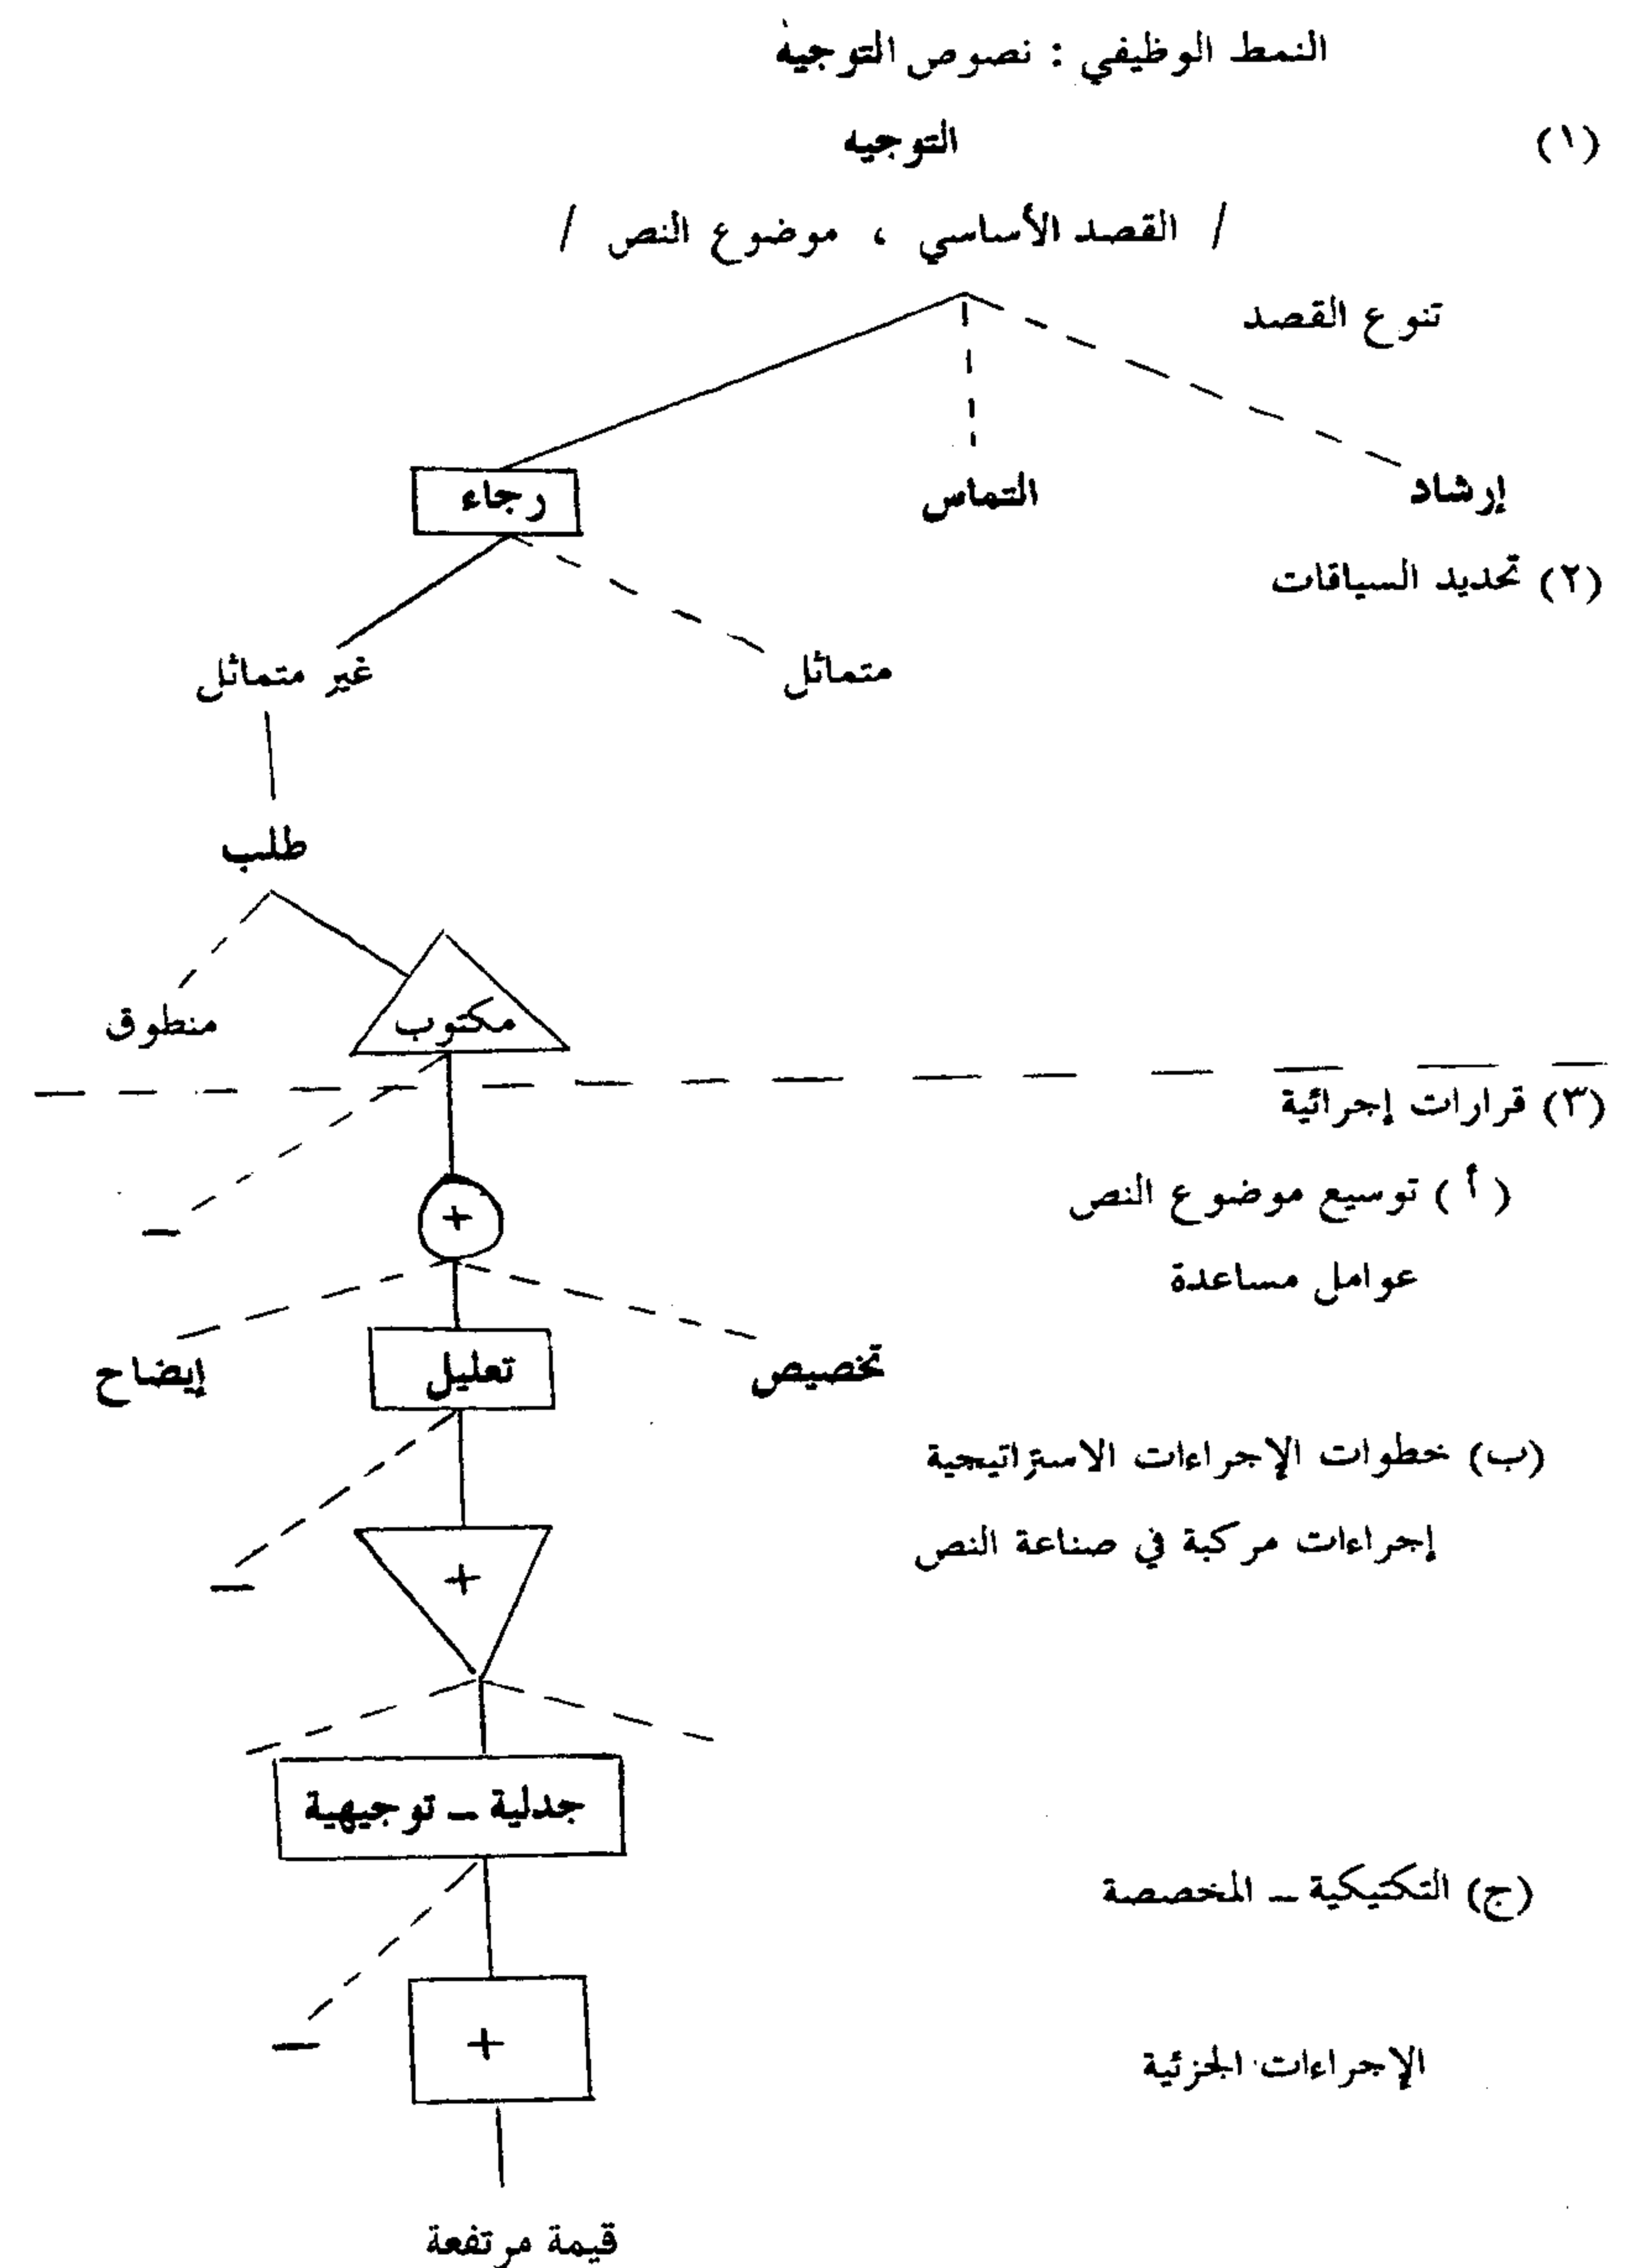 النمط الوظيفي : نصوص التوجيه
(١) التوجيه
/ القصد الأساسي ، موضوع النص /
تنوع القصد
إرشاد التماس رجاء
(٢) تحديد السياقات
متماثل غير متماثل
طلب
مكتوب منطوق
(٣) قرارات إجرائية
(أ) توسيع موضوع النص
+ —
عوامل مساعدة
تخصيص تعليل إيضاح
(ب) خطوات الإجراءات الاستراتيجية
إجراءات مركبة في صناعة النص
+ —
جدلية ــ توجيهية
(ج) التكتيكية ــ المخصصة
الإجراءات الجزئية + —
قيمة مرتفعة